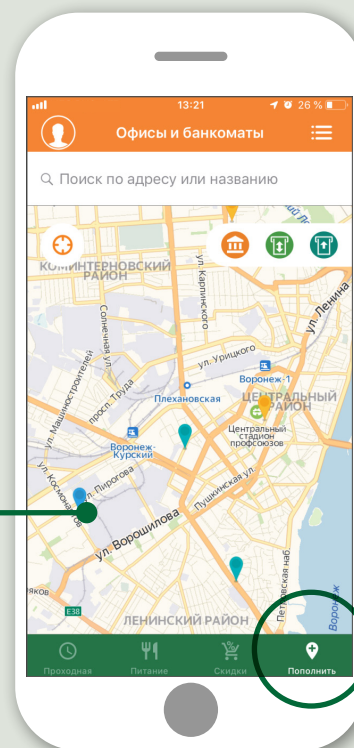 13:21
26 %
Офисы и банкоматы
Поиск по адресу или названию
КОМИНТЕРНОВСКИЙ
РАЙОН
ул. Карпинского
ул. Ленина
Солнечная ул.
ул. Урицкого
Воронеж-1
ул. Машиностроителей
просп. Труда
Плехановская
ЦЕНТРАЛЬНЫЙ
РАЙОН
Центральный
стадион
профсоюзов
Воронеж-
Курский
ул. Космонавтов
ул. Пирогова
Пушкинская ул.
ул. Ворошилова
Петровская наб.
Воронеж
E38
ЛЕНИНСКИЙ РАЙОН
Проходная
Питание
Скидки
Пополнить